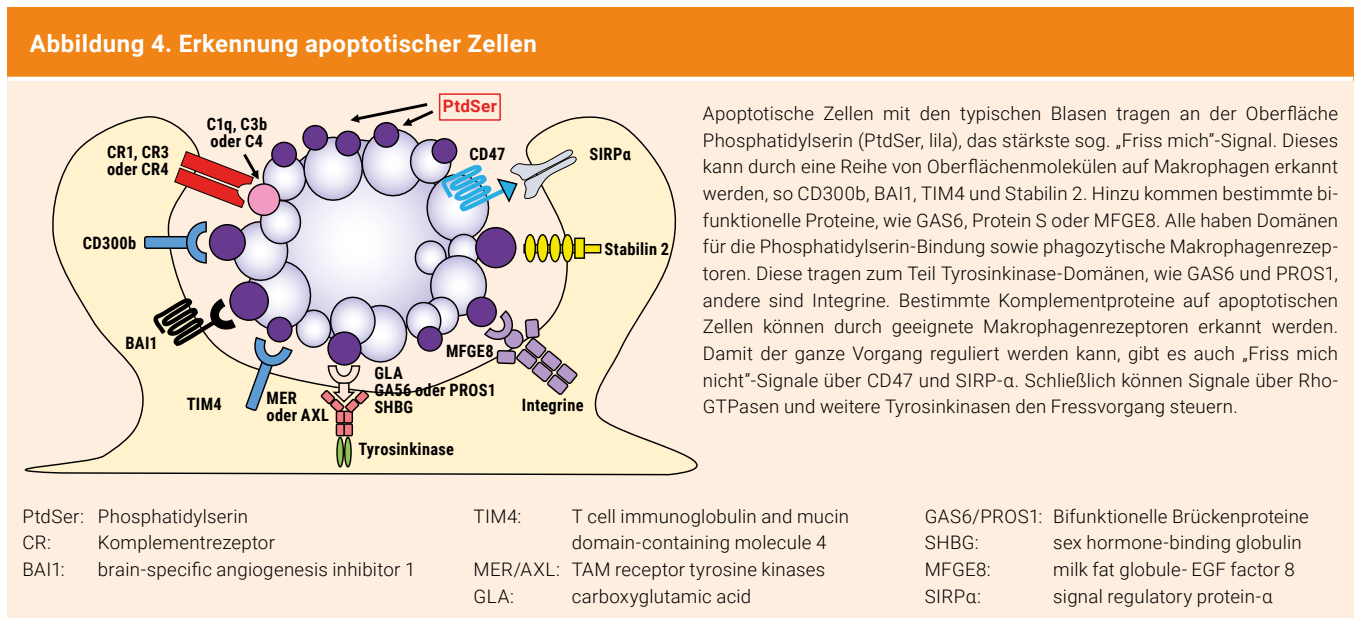 Abbildung 4. Erkennung apoptotischer Zellen
PtdSer
C1q, C3b
oder C4
CR1, CR3
oder CR4
CD47
SIRPα
CD300b
Stabilin 2
BAI1
MFGE8
TIM4
MER
oder AXL
GLA
GA56 oder PROS1
SHBG
Integrine
Tyrosinkinase
Apoptotische Zellen mit den typischen Blasen tragen an der Oberfläche
Phosphatidylserin (PtdSer, lila), das stärkste sog. „Friss mich”-Signal. Dieses
kann durch eine Reihe von Oberflächenmolekülen auf Makrophagen erkannt
werden, so CD300b, BAI1, TIM4 und Stabilin 2. Hinzu kommen bestimmte bi-
funktionelle Proteine, wie GAS6, Protein S oder MFGE8. Alle haben Domänen
für die Phosphatidylserin-Bindung sowie phagozytische Makrophagenrezep-
toren. Diese tragen zum Teil Tyrosinkinase-Domänen, wie GAS6 und PROS1,
andere sind Integrine. Bestimmte Komplementproteine auf apoptotischen
Zellen können durch geeignete Makrophagenrezeptoren erkannt werden.
Damit der ganze Vorgang reguliert werden kann, gibt es auch „Friss mich
nicht”-Signale über CD47 und SIRP-α. Schließlich können Signale über Rho-
GTPasen und weitere Tyrosinkinasen den Fressvorgang steuern.
PtdSer: Phosphatidylserin
CR: Komplementrezeptor
BAI1: brain-specific angiogenesis inhibitor 1
TIM4: T cell immunoglobulin and mucin
domain-containing molecule 4
MER/AXL: TAM receptor tyrosine kinases
GLA: carboxyglutamic acid
GAS6/PROS1: Bifunktionelle Brückenproteine
SHBG: sex hormone-binding globulin
MFGE8: milk fat globule- EGF factor 8
SIRPα: signal regulatory protein-α